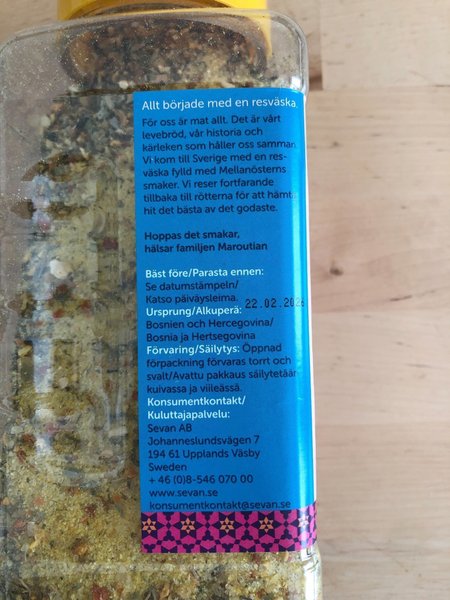 Allt började med en resväska.
För oss är mat allt. Det är vårt
levebröd, vår historia och
kärleken som håller oss samman.
Vi kom till Sverige med en res-
väska fylld med Mellanösterns
smaker. Vi reser fortfarande
tillbaka till rötterna för att hämta
hit det bästa av det godaste.
Hoppas det smakar,
hälsar familjen Maroutian
Bäst före/Parasta ennen:
Se datumstämpeln/
Katso päiväysleima. 22.02.2026
Ursprung/Alkuperä:
Bosnien och Hercegovina/
Bosnia ja Hertsegovina
Förvaring/Säilytys: Öppnad
förpackning förvaras torrt och
svalt/Avattu pakkaus säilytetään
kuivassa ja viileässä.
Konsumentkontakt/
Kuluttajapalvelu:
Sevan AB
Johanneslundsvägen 7
194 61 Upplands Väsby
Sweden
+ 46 (0)8-546 070 00
www.sevan.se
konsumentkontakt@sevan.se